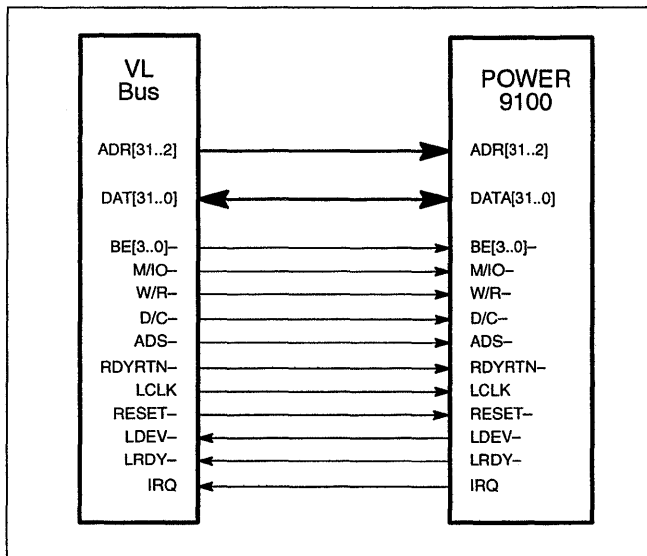 VL
Bus
POWER
9100
ADR[31..2] ADR[31..2]
DAT[31..0] DATA[31..0]
BE[3..0]– BE[3..0]–
M/IO– M/IO–
W/R– W/R–
D/C– D/C–
ADS– ADS–
RDYRTN– RDYRTN–
LCLK LCLK
RESET– RESET–
LDEV– LDEV–
LRDY– LRDY–
IRQ IRQ